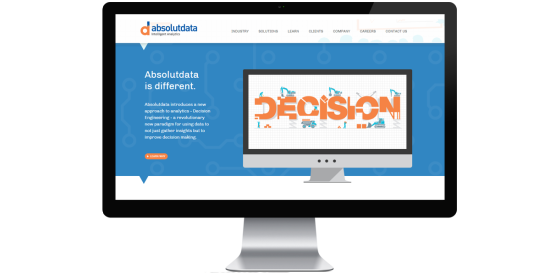 absolutdata
Intelligent Analytics
INDUSTRY SOLUTIONS LEARN CLIENTS COMPANY CAREERS CONTACT US
Absolutdata
is different.
Absolutdata introduces a new
approach to analytics - Decision
Engineering - a revolutionary
new paradigm for using data to
not just gather insights but to
improve decision making.
DECISION